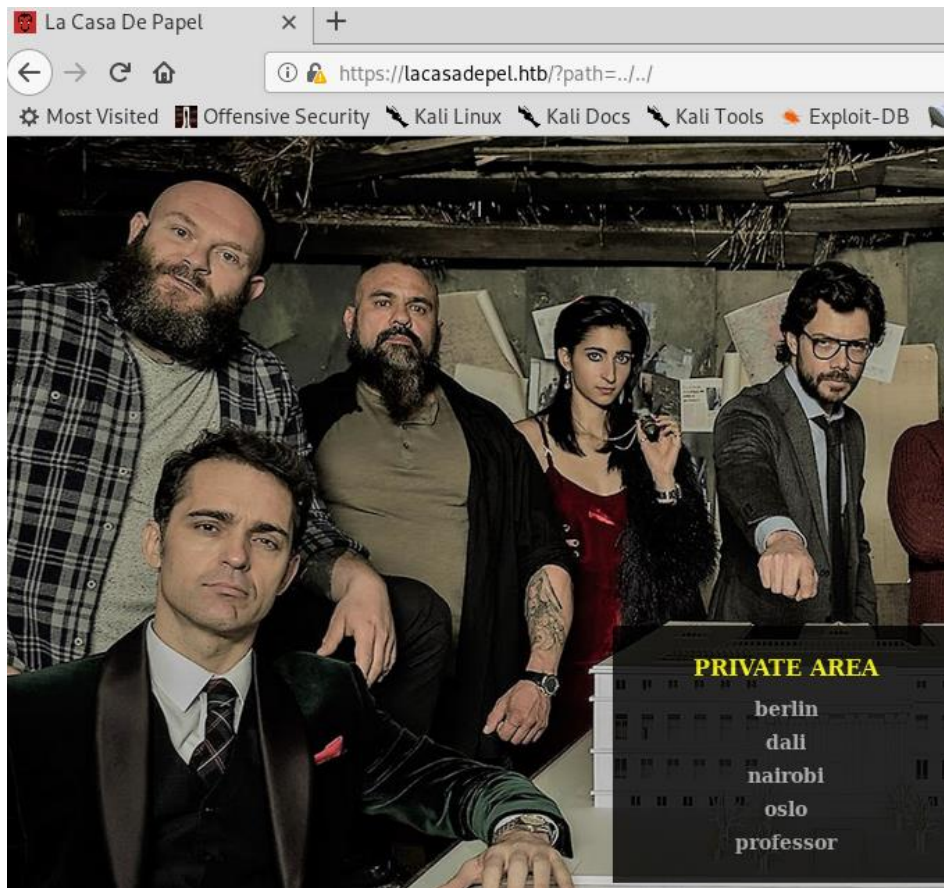 La Casa De Papel
https://lacasadepel.htb/?path=../../
Most Visited Offensive Security Kali Linux Kali Docs Kali Tools Exploit-DB
PRIVATE AREA
berlin
dali
nairobi
oslo
professor